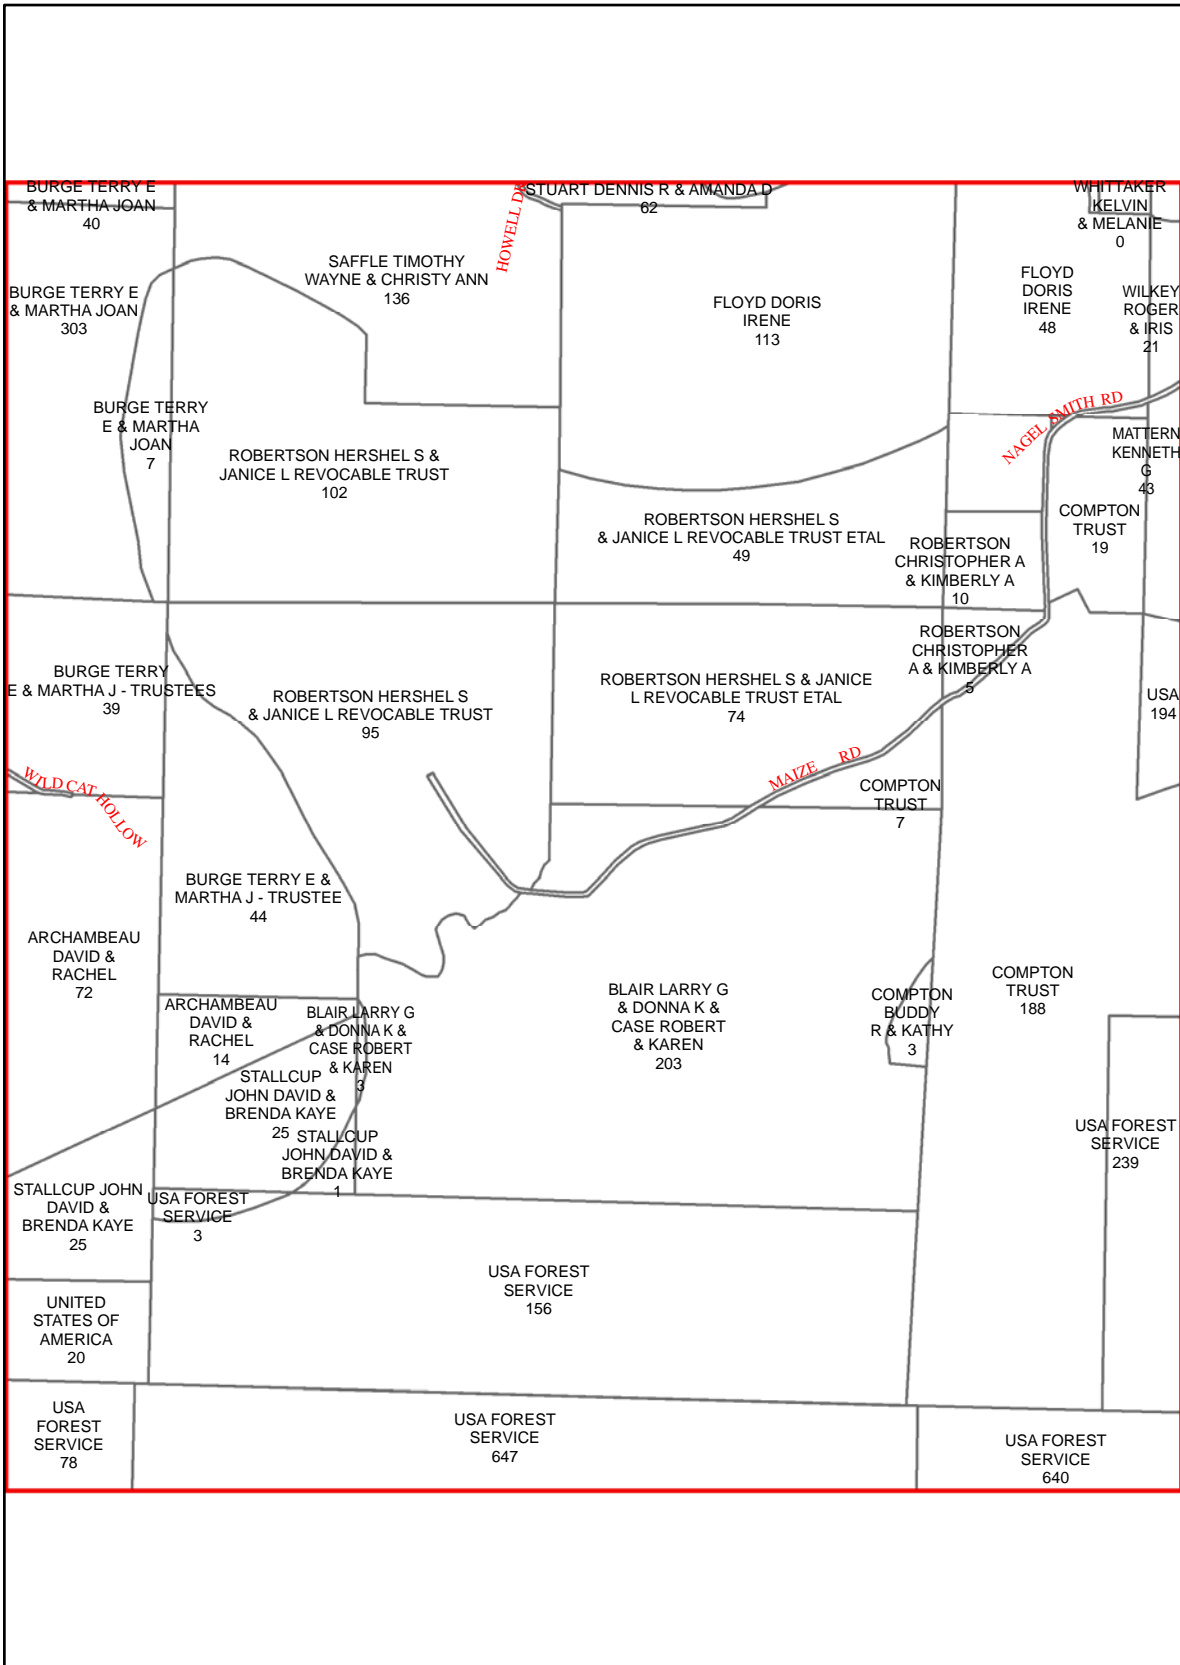 BURGE TERRY E
& MARTHA JOAN
40
STUART DENNIS R & AMANDA D
62
WHITTAKER
KELVIN
& MELANIE
0
HOWELL DR
SAFFLE TIMOTHY
WAYNE & CHRISTY ANN
136
BURGE TERRY E
& MARTHA JOAN
303
FLOYD DORIS
IRENE
113
FLOYD
DORIS
IRENE
48
WILKEY
ROGER
& IRIS
21
NAGEL SMITH RD
BURGE TERRY
E & MARTHA
JOAN
7
ROBERTSON HERSHEL S &
JANICE L REVOCABLE TRUST
102
MATTERN
KENNETH
G
43
ROBERTSON HERSHEL S
& JANICE L REVOCABLE TRUST ETAL
49
COMPTON
TRUST
19
ROBERTSON
CHRISTOPHER A
& KIMBERLY A
10
ROBERTSON
CHRISTOPHER
A & KIMBERLY A
5
BURGE TERRY
E & MARTHA J - TRUSTEES
39
ROBERTSON HERSHEL S
& JANICE L REVOCABLE TRUST
95
ROBERTSON HERSHEL S & JANICE
L REVOCABLE TRUST ETAL
74
USA
194
WILD CAT HOLLOW
MAIZE RD
COMPTON
TRUST
7
BURGE TERRY E &
MARTHA J - TRUSTEE
44
ARCHAMBEAU
DAVID &
RACHEL
72
ARCHAMBEAU
DAVID &
RACHEL
14
BLAIR LARRY G
& DONNA K &
CASE ROBERT
& KAREN
3
BLAIR LARRY G
& DONNA K &
CASE ROBERT
& KAREN
203
COMPTON
BUDDY
R & KATHY
3
COMPTON
TRUST
188
STALLCUP
JOHN DAVID &
BRENDA KAYE
25
STALLCUP
JOHN DAVID &
BRENDA KAYE
1
USA FOREST
SERVICE
239
STALLCUP JOHN
DAVID &
BRENDA KAYE
25
USA FOREST
SERVICE
3
USA FOREST
SERVICE
156
UNITED
STATES OF
AMERICA
20
USA
FOREST
SERVICE
78
USA FOREST
SERVICE
647
USA FOREST
SERVICE
640